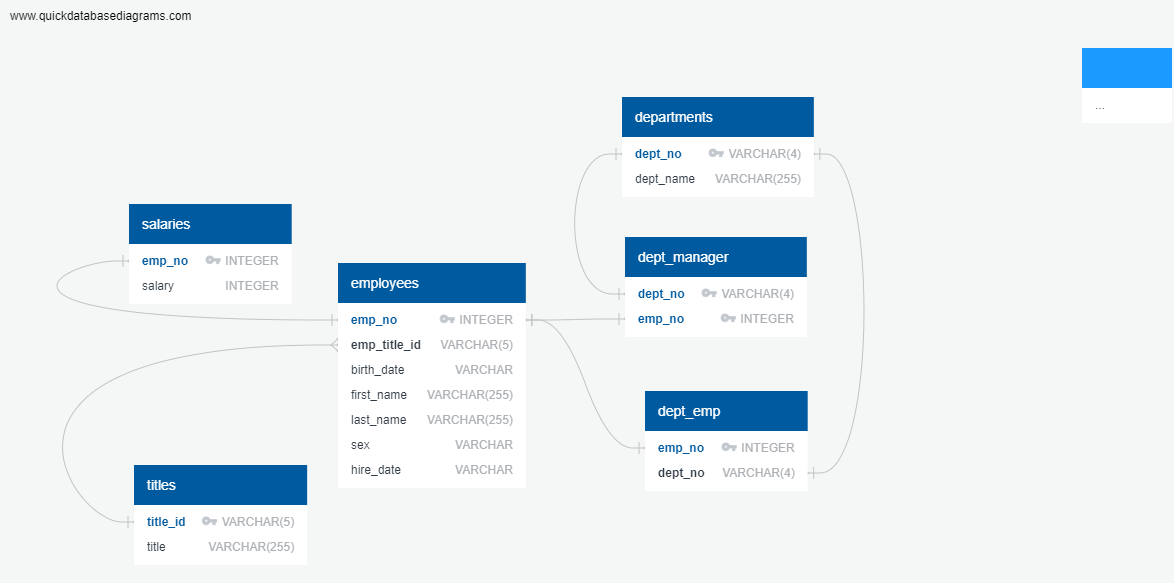 www.quickdatabasediagrams.com
...
departments
dept_no VARCHAR(4)
dept_name VARCHAR(255)
salaries
emp_no INTEGER
salary INTEGER
dept_manager
dept_no VARCHAR(4)
emp_no INTEGER
employees
emp_no INTEGER
emp_title_id VARCHAR(5)
birth_date VARCHAR
first_name VARCHAR(255)
last_name VARCHAR(255)
sex VARCHAR
hire_date VARCHAR
dept_emp
emp_no INTEGER
dept_no VARCHAR(4)
titles
title_id VARCHAR(5)
title VARCHAR(255)